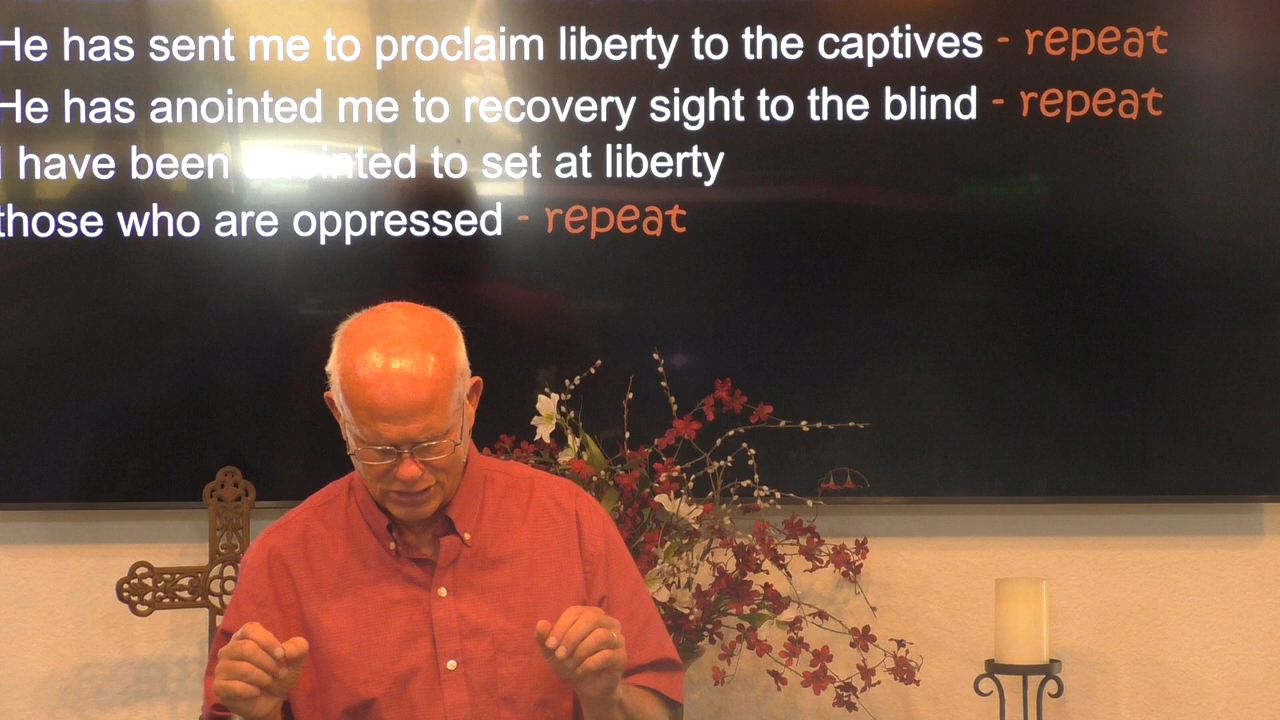 He has sent me to proclaim liberty to the captives - repeat
He has anointed me to recovery sight to the blind - repeat
I have been anointed to set at liberty
those who are oppressed - repeat